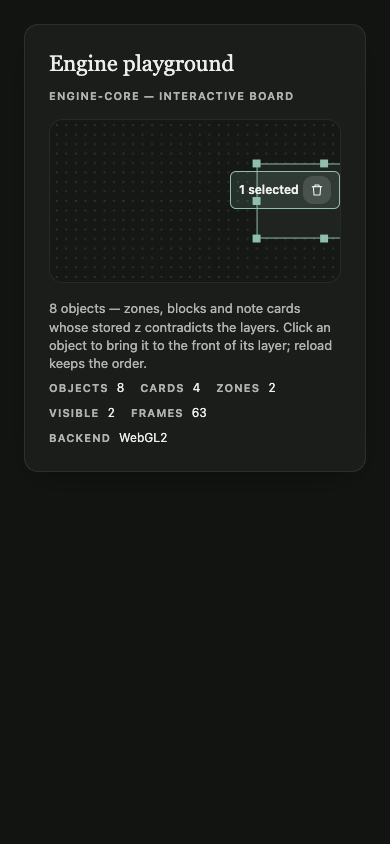 Engine playground
ENGINE-CORE — INTERACTIVE BOARD
1 selected
8 objects — zones, blocks and note cards
whose stored z contradicts the layers. Click an
object to bring it to the front of its layer; reload
keeps the order.
OBJECTS 8 CARDS 4 ZONES 2
VISIBLE 2 FRAMES 63
BACKEND WebGL2